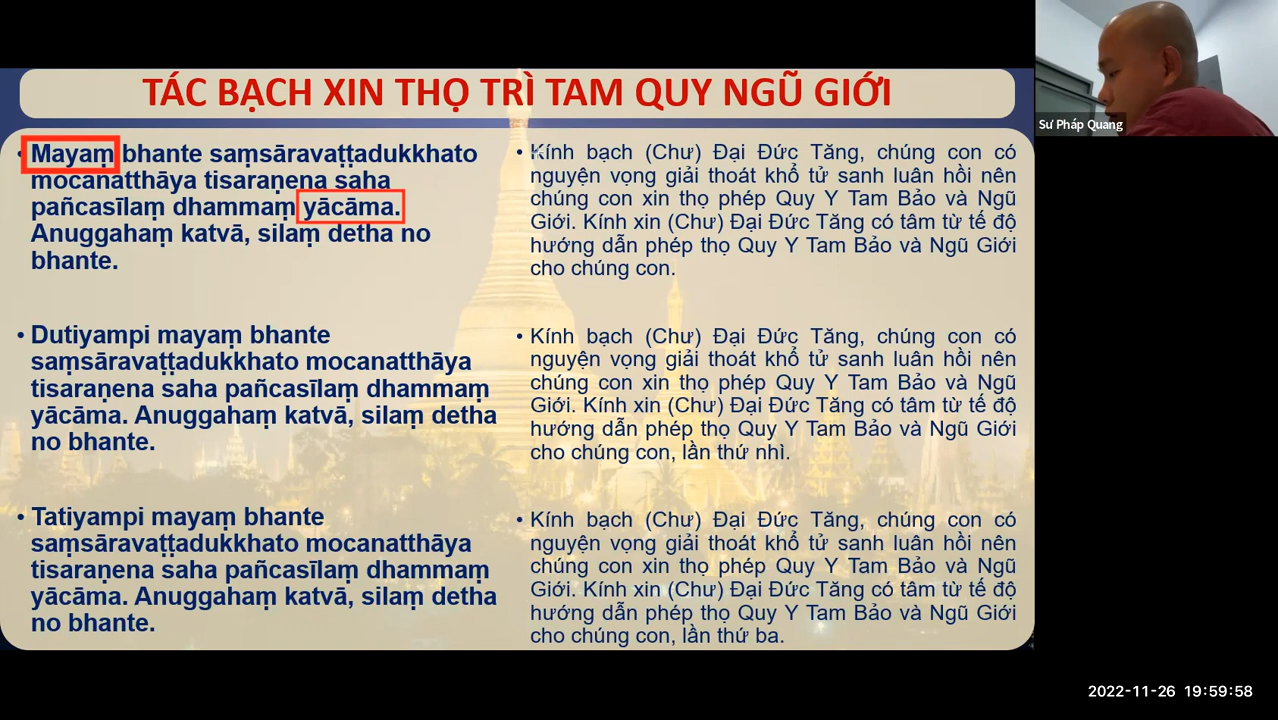 TÁC BẠCH XIN THỌ TRÌ TAM QUY NGŨ GIỚI
• Mayaṃ bhante saṃsāravaṭṭadukkhato
mocanatthāya tisaraṇena saha
pañcasīlaṃ dhammaṃ yācāma.
Anuggahaṃ katvā, silaṃ detha no
bhante.
• Dutiyampi mayaṃ bhante
saṃsāravaṭṭadukkhato mocanatthāya
tisaraṇena saha pañcasīlaṃ dhammaṃ
yācāma. Anuggahaṃ katvā, silaṃ detha
no bhante.
• Tatiyampi mayaṃ bhante
saṃsāravaṭṭadukkhato mocanatthāya
tisaraṇena saha pañcasīlaṃ dhammaṃ
yācāma. Anuggahaṃ katvā, silaṃ detha
no bhante.
• Kính bạch (Chư) Đại Đức Tăng, chúng con có
nguyện vọng giải thoát khổ tử sanh luân hồi nên
chúng con xin thọ phép Quy Y Tam Bảo và Ngũ
Giới. Kính xin (Chư) Đại Đức Tăng có tâm từ tế độ
hướng dẫn phép thọ Quy Y Tam Bảo và Ngũ Giới
cho chúng con.
• Kính bạch (Chư) Đại Đức Tăng, chúng con có
nguyện vọng giải thoát khổ tử sanh luân hồi nên
chúng con xin thọ phép Quy Y Tam Bảo và Ngũ
Giới. Kính xin (Chư) Đại Đức Tăng có tâm từ tế độ
hướng dẫn phép thọ Quy Y Tam Bảo và Ngũ Giới
cho chúng con, lần thứ nhì.
• Kính bạch (Chư) Đại Đức Tăng, chúng con có
nguyện vọng giải thoát khổ tử sanh luân hồi nên
chúng con xin thọ phép Quy Y Tam Bảo và Ngũ
Giới. Kính xin (Chư) Đại Đức Tăng có tâm từ tế độ
hướng dẫn phép thọ Quy Y Tam Bảo và Ngũ Giới
cho chúng con, lần thứ ba.
Sư Pháp Quang
2022-11-26 19:59:58